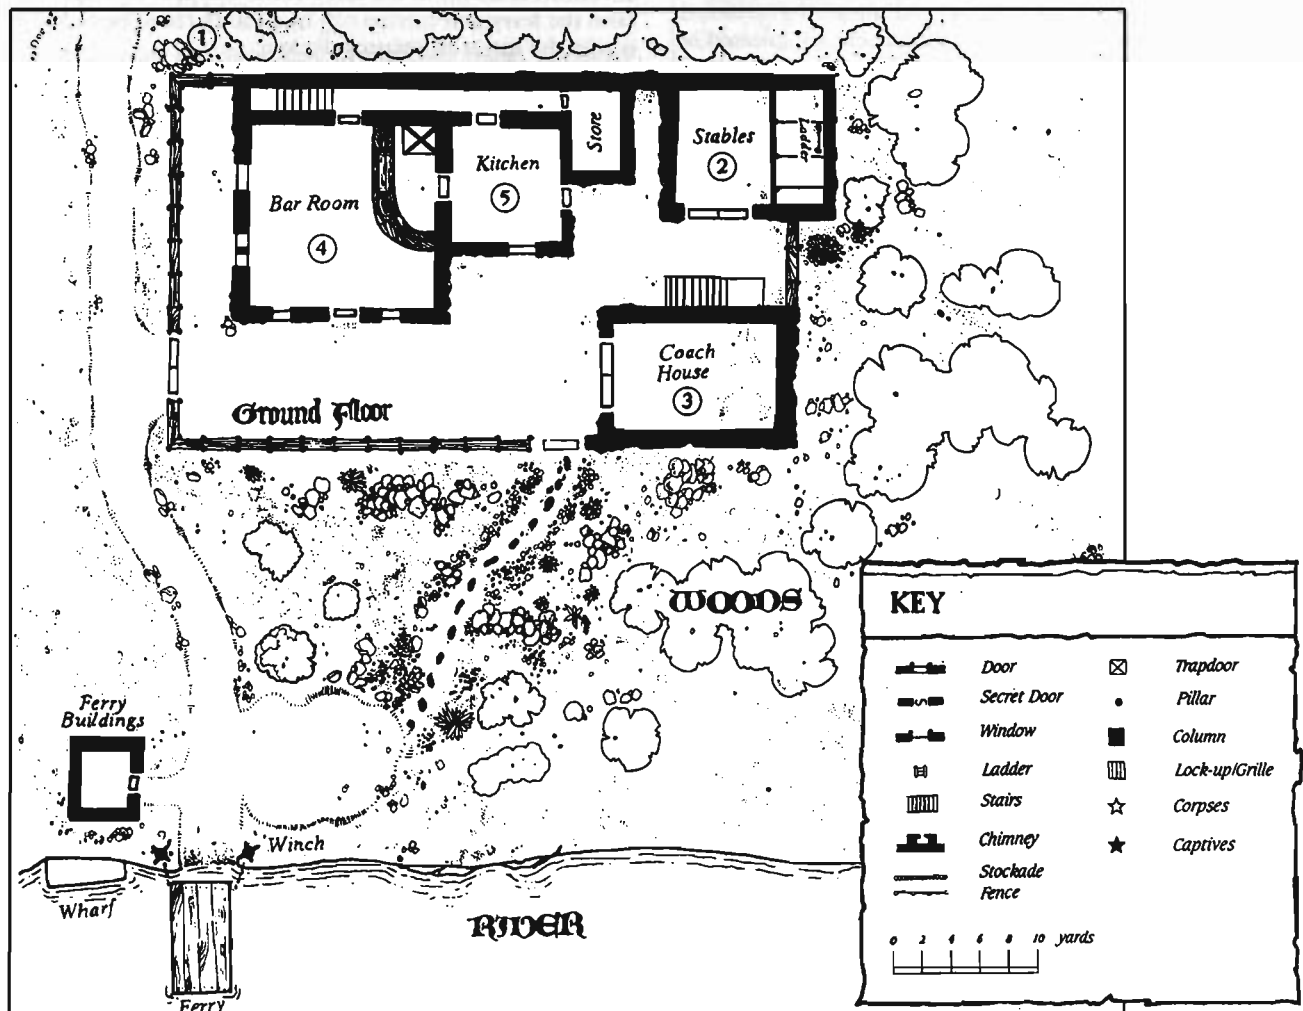 1
Store
Stables
2
Ladder
Kitchen
5
Bar Room
4
Coach
House
3
Ground Floor
WOODS
Ferry
Buildings
Winch
Wharf
RIVER
Ferry
KEY
Door
Secret Door
Window
Ladder
Stairs
Chimney
Stockade
Fence
Trapdoor
Pillar
Column
Lock-up/Grille
Corpses
Captives
0 2 4 6 8 10 yards